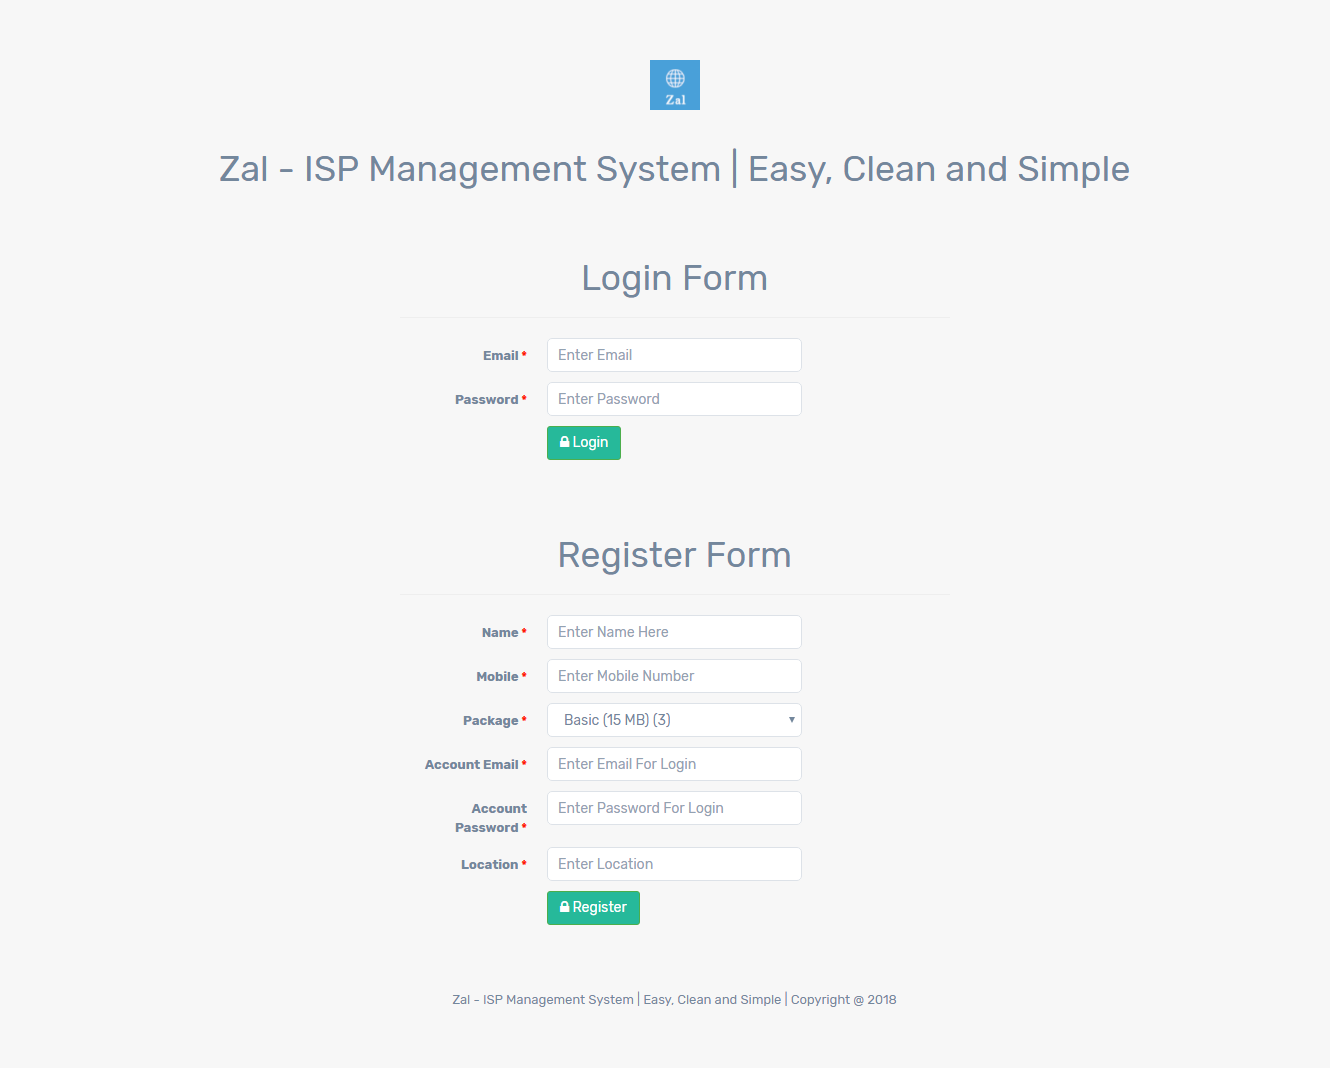 Zal
Zal - ISP Management System | Easy, Clean and Simple
Login Form
Email *
Enter Email
Password *
Enter Password
Login
Register Form
Name *
Enter Name Here
Mobile *
Enter Mobile Number
Package *
Basic (15 MB) (3)
Account Email *
Enter Email For Login
Account
Password *
Enter Password For Login
Location *
Enter Location
Register
Zal - ISP Management System | Easy, Clean and Simple | Copyright @ 2018